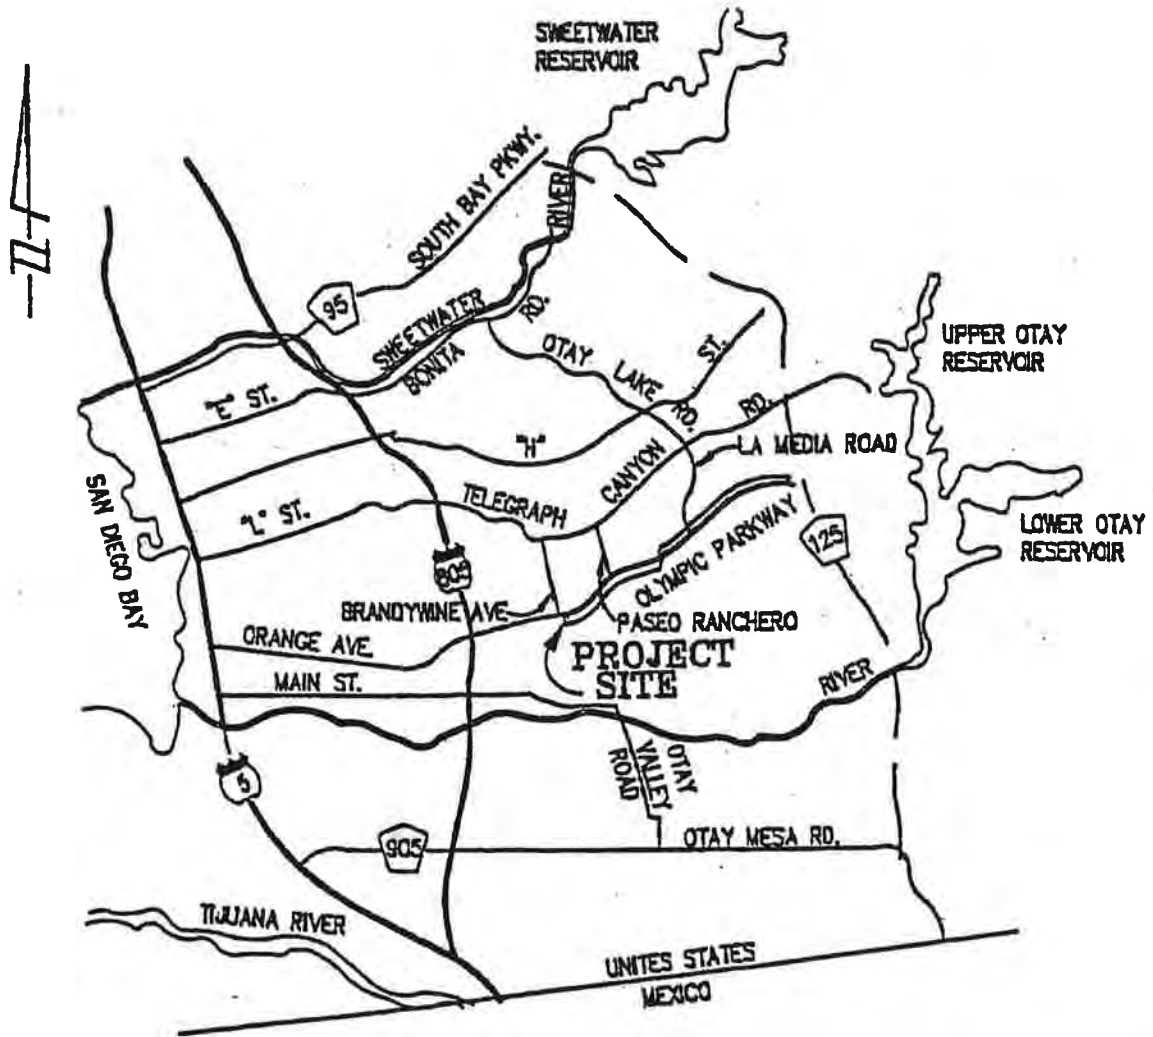 SWEETWATER
RESERVOIR
N
SOUTH BAY PKWY.
RIVER
95
SWEETWATER
BONITA
RD.
OTAY
LAKE
RD.
ST.
UPPER OTAY
RESERVOIR
"E" ST.
"H"
CANYON
RD.
LA MEDIA ROAD
SAN DIEGO BAY
"L" ST.
TELEGRAPH
OLYMPIC PARKWAY
125
LOWER OTAY
RESERVOIR
805
BRANDYWINE AVE.
PASEO RANCHERO
ORANGE AVE.
PROJECT
SITE
MAIN ST.
RIVER
OTAY
VALLEY
ROAD
5
905
OTAY MESA RD.
TIJUANA RIVER
UNITES STATES
MEXICO